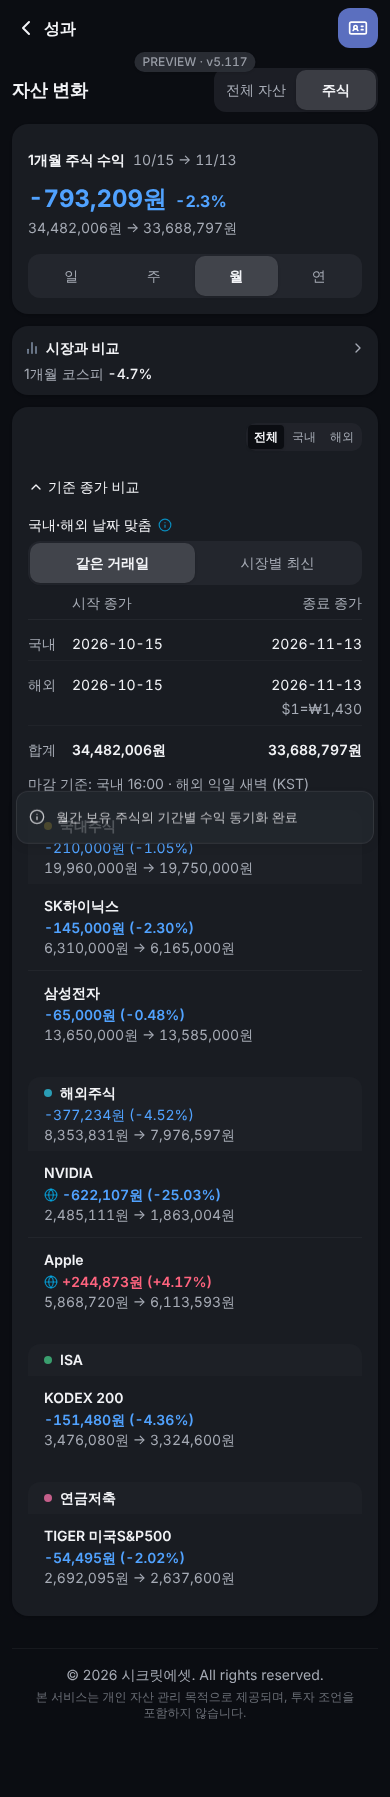 성과
PREVIEW · v5.117
자산 변화
전체 자산
주식
1개월 주식 수익 10/15 → 11/13
-793,209원 -2.3%
34,482,006원 → 33,688,797원
일
주
월
연
시장과 비교
1개월 코스피 -4.7%
전체
국내
해외
기준 종가 비교
국내·해외 날짜 맞춤
같은 거래일
시장별 최신
시작 종가
종료 종가
국내 2026-10-15 2026-11-13
해외 2026-10-15 2026-11-13
$1=₩1,430
합계 34,482,006원 33,688,797원
마감 기준: 국내 16:00 · 해외 익일 새벽 (KST)
월간 보유 주식의 기간별 수익 동기화 완료
국내주식
-210,000원 (-1.05%)
19,960,000원 → 19,750,000원
SK하이닉스
-145,000원 (-2.30%)
6,310,000원 → 6,165,000원
삼성전자
-65,000원 (-0.48%)
13,650,000원 → 13,585,000원
해외주식
-377,234원 (-4.52%)
8,353,831원 → 7,976,597원
NVIDIA
-622,107원 (-25.03%)
2,485,111원 → 1,863,004원
Apple
+244,873원 (+4.17%)
5,868,720원 → 6,113,593원
ISA
KODEX 200
-151,480원 (-4.36%)
3,476,080원 → 3,324,600원
연금저축
TIGER 미국S&P500
-54,495원 (-2.02%)
2,692,095원 → 2,637,600원
© 2026 시크릿에셋. All rights reserved.
본 서비스는 개인 자산 관리 목적으로 제공되며, 투자 조언을
포함하지 않습니다.